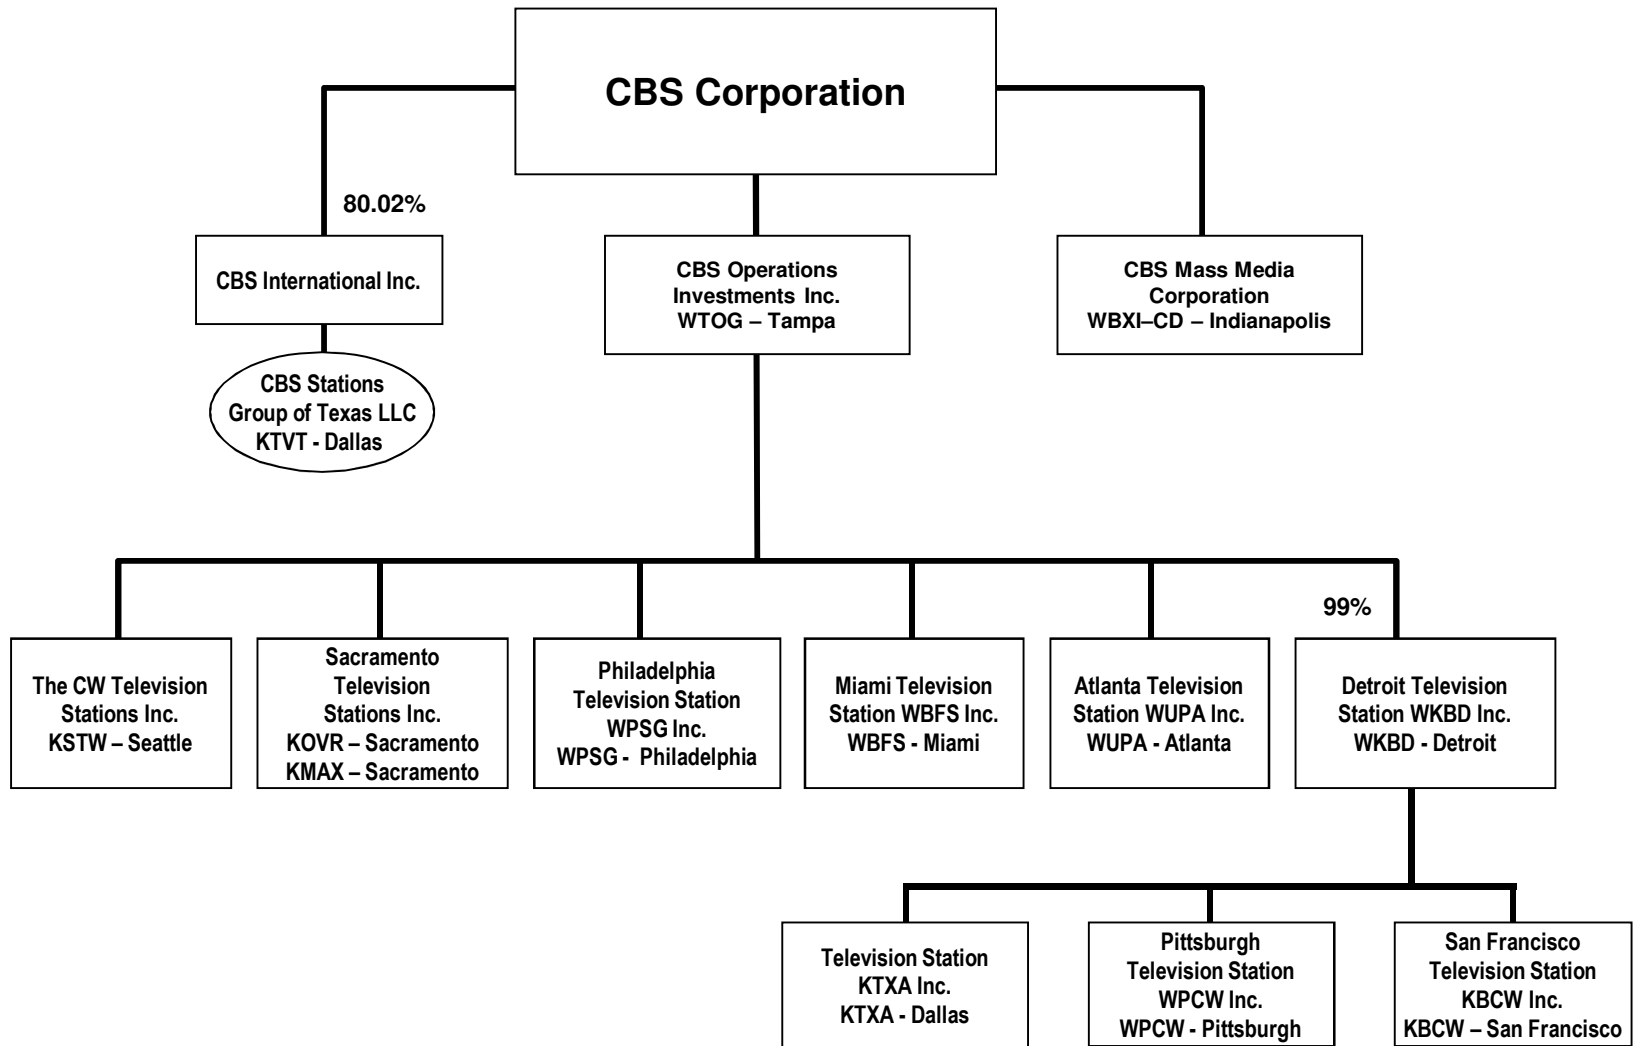 CBS Corporation
80.02%
CBS International Inc.
CBS Operations
Investments Inc.
WTOG – Tampa
CBS Mass Media
Corporation
WBXI–CD – Indianapolis
CBS Stations
Group of Texas LLC
KTVT - Dallas
99%
The CW Television
Stations Inc.
KSTW – Seattle
Sacramento
Television
Stations Inc.
KOVR – Sacramento
KMAX – Sacramento
Philadelphia
Television Station
WPSG Inc.
WPSG - Philadelphia
Miami Television
Station WBFS Inc.
WBFS - Miami
Atlanta Television
Station WUPA Inc.
WUPA - Atlanta
Detroit Television
Station WKBD Inc.
WKBD - Detroit
Television Station
KTXA Inc.
KTXA - Dallas
Pittsburgh
Television Station
WPCW Inc.
WPCW - Pittsburgh
San Francisco
Television Station
KBCW Inc.
KBCW – San Francisco